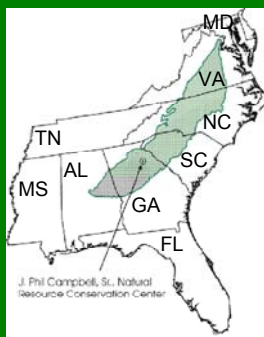 MD
VA
TN
NC
MS
AL
SC
GA
FL
J. Phil Campbell, Sr., Natural
Resource Conservation Center